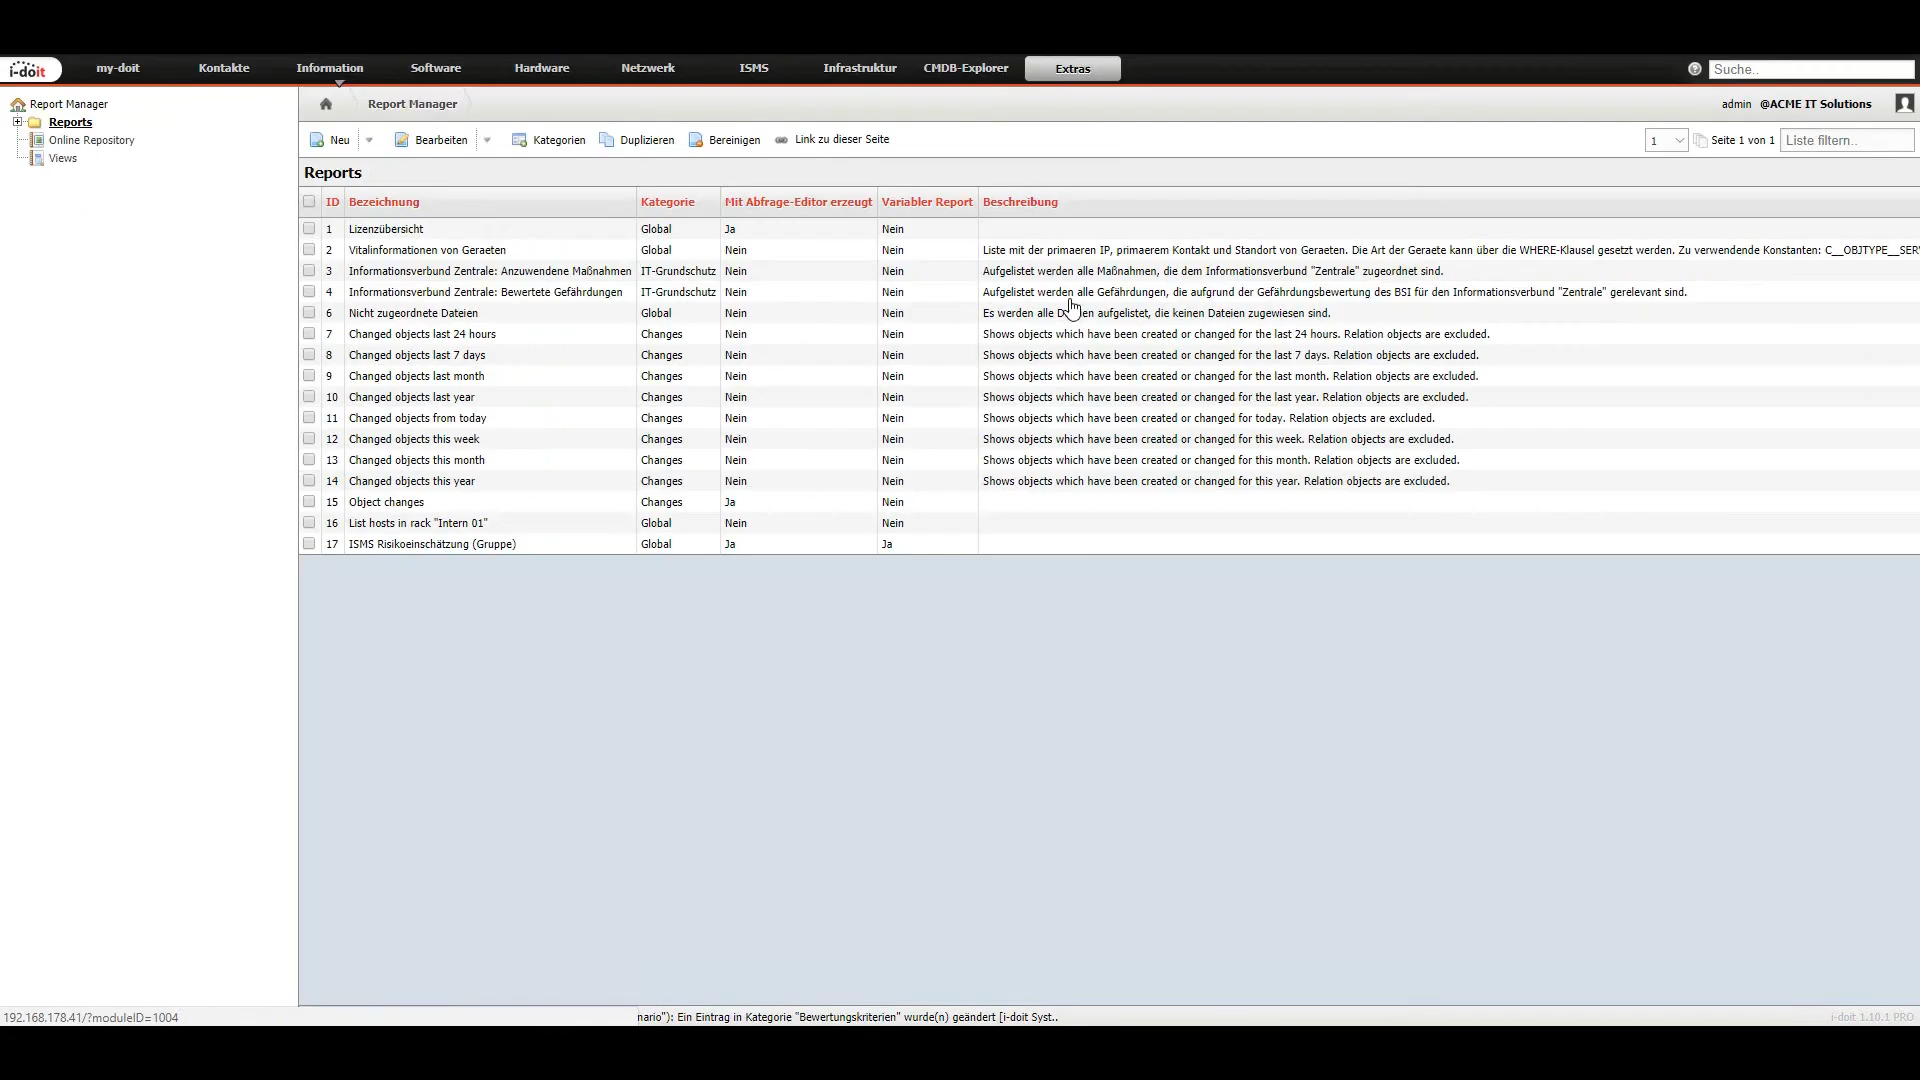 i-doit my-doit Kontakte Information Software Hardware Netzwerk ISMS Infrastruktur CMDB-Explorer Extras Suche..
Report Manager
Reports
Online Repository
Views
Report Manager admin @ACME IT Solutions
Neu Bearbeiten Kategorien Duplizieren Bereinigen Link zu dieser Seite 1 Seite 1 von 1 Liste filtern..
Reports
ID Bezeichnung Kategorie Mit Abfrage-Editor erzeugt Variabler Report Beschreibung
1 Lizenzübersicht Global Ja Nein
2 Vitalinformationen von Geraeten Global Nein Nein Liste mit der primaeren IP, primaerem Kontakt und Standort von Geraeten. Die Art der Geraete kann über die WHERE-Klausel gesetzt werden. Zu verwendende Konstanten: C__OBJTYPE__SERV
3 Informationsverbund Zentrale: Anzuwendene Maßnahmen IT-Grundschutz Nein Nein Aufgelistet werden alle Maßnahmen, die dem Informationsverbund "Zentrale" zugeordnet sind.
4 Informationsverbund Zentrale: Bewertete Gefährdungen IT-Grundschutz Nein Nein Aufgelistet werden alle Gefährdungen, die aufgrund der Gefährdungsbewertung des BSI für den Informationsverbund "Zentrale" gerelevant sind.
6 Nicht zugeordnete Dateien Global Nein Nein Es werden alle aufgelistet, die keinen Dateien zugewiesen sind.
7 Changed objects last 24 hours Changes Nein Nein Shows objects which have been created or changed for the last 24 hours. Relation objects are excluded.
8 Changed objects last 7 days Changes Nein Nein Shows objects which have been created or changed for the last 7 days. Relation objects are excluded.
9 Changed objects last month Changes Nein Nein Shows objects which have been created or changed for the last month. Relation objects are excluded.
10 Changed objects last year Changes Nein Nein Shows objects which have been created or changed for the last year. Relation objects are excluded.
11 Changed objects from today Changes Nein Nein Shows objects which have been created or changed for today. Relation objects are excluded.
12 Changed objects this week Changes Nein Nein Shows objects which have been created or changed for this week. Relation objects are excluded.
13 Changed objects this month Changes Nein Nein Shows objects which have been created or changed for this month. Relation objects are excluded.
14 Changed objects this year Changes Nein Nein Shows objects which have been created or changed for this year. Relation objects are excluded.
15 Object changes Changes Ja Nein
16 List hosts in rack "Intern 01" Global Nein Nein
17 ISMS Risikoeinschätzung (Gruppe) Global Ja Ja
192.168.178.41/?moduleID=1004 nario"): Ein Eintrag in Kategorie "Bewertungskriterien" wurde(n) geändert [i-doit Syst.. i-doit 1.10.1 PRO